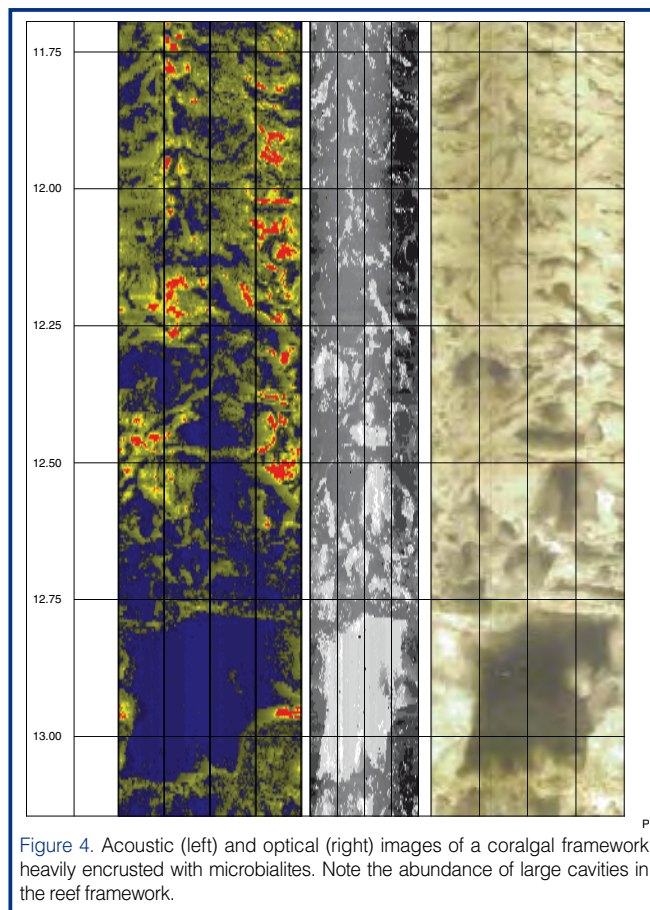 11.75
12.00
12.25
12.50
12.75
13.00
P
Figure 4. Acoustic (left) and optical (right) images of a coralgal framework
heavily encrusted with microbialites. Note the abundance of large cavities in
the reef framework.